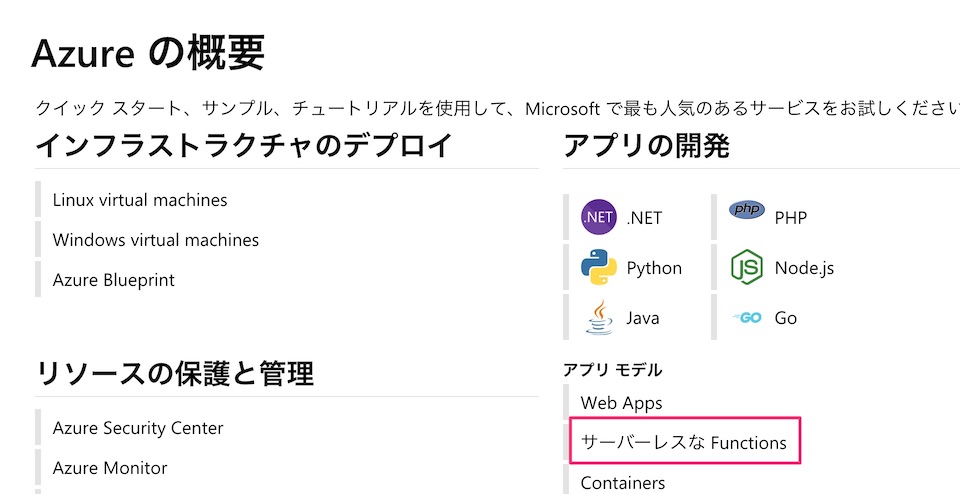 Azure の概要
クイック スタート、サンプル、チュートリアルを使用して、Microsoft で最も人気のあるサービスをお試しください
インフラストラクチャのデプロイ
Linux virtual machines
Windows virtual machines
Azure Blueprint
リソースの保護と管理
Azure Security Center
Azure Monitor
アプリの開発
.NET .NET
php PHP
Python
JS Node.js
Java Java
GO Go
アプリ モデル
Web Apps
サーバーレスな Functions
Containers